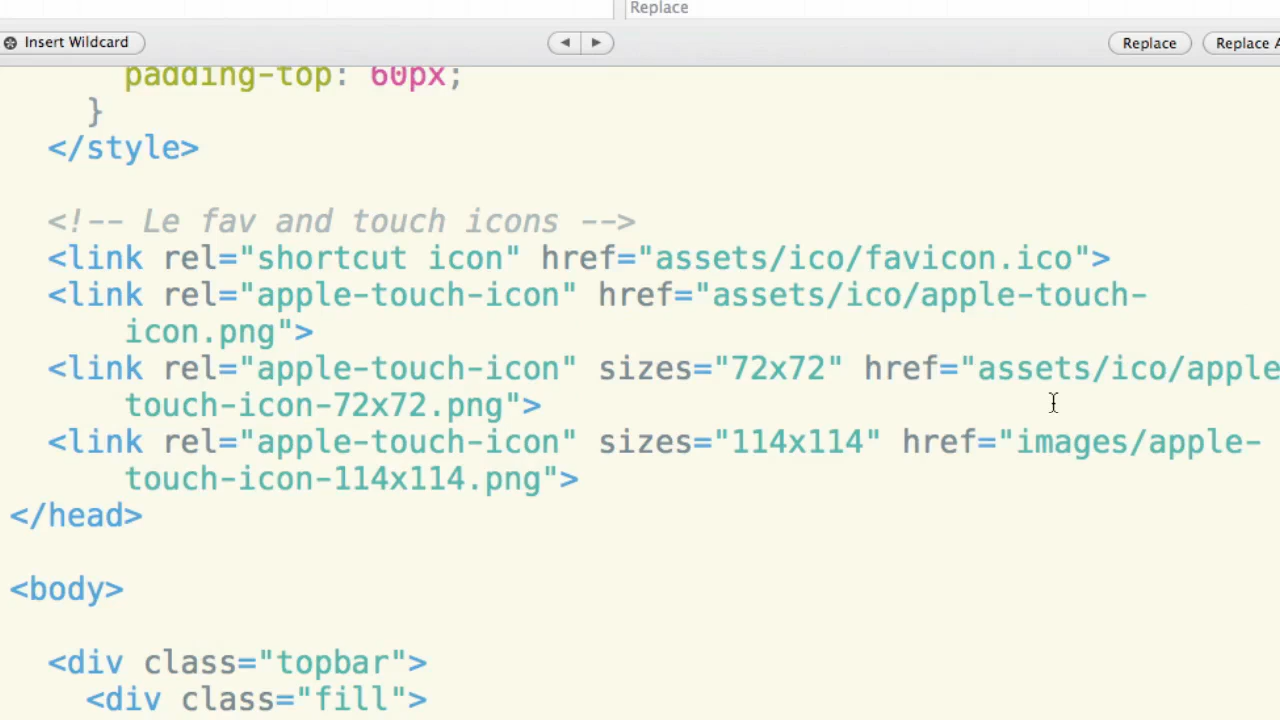 Replace
Insert Wildcard
Replace
Replace A
padding-top: 60px;
}
</style>
<!-- Le fav and touch icons -->
<link rel="shortcut icon" href="assets/ico/favicon.ico">
<link rel="apple-touch-icon" href="assets/ico/apple-touch-
icon.png">
<link rel="apple-touch-icon" sizes="72x72" href="assets/ico/apple
touch-icon-72x72.png">
<link rel="apple-touch-icon" sizes="114x114" href="images/apple-
touch-icon-114x114.png">
</head>
<body>
<div class="topbar">
<div class="fill">